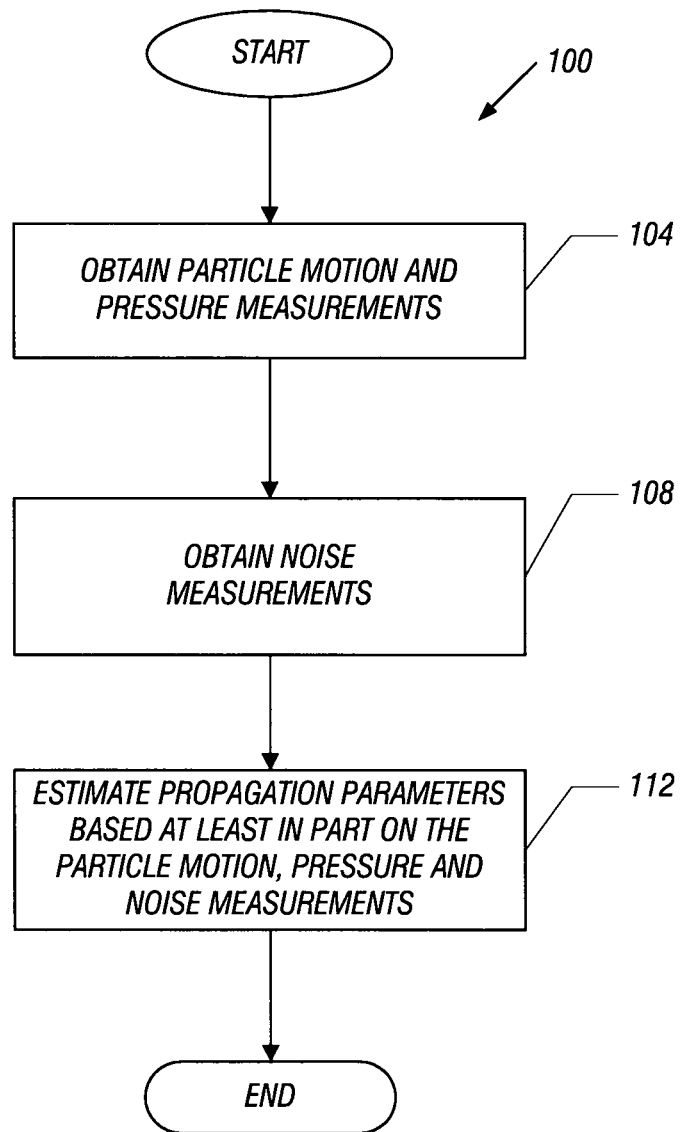 START
100
OBTAIN PARTICLE MOTION AND
PRESSURE MEASUREMENTS
104
OBTAIN NOISE
MEASUREMENTS
108
ESTIMATE PROPAGATION PARAMETERS
BASED AT LEAST IN PART ON THE
PARTICLE MOTION, PRESSURE AND
NOISE MEASUREMENTS
112
END